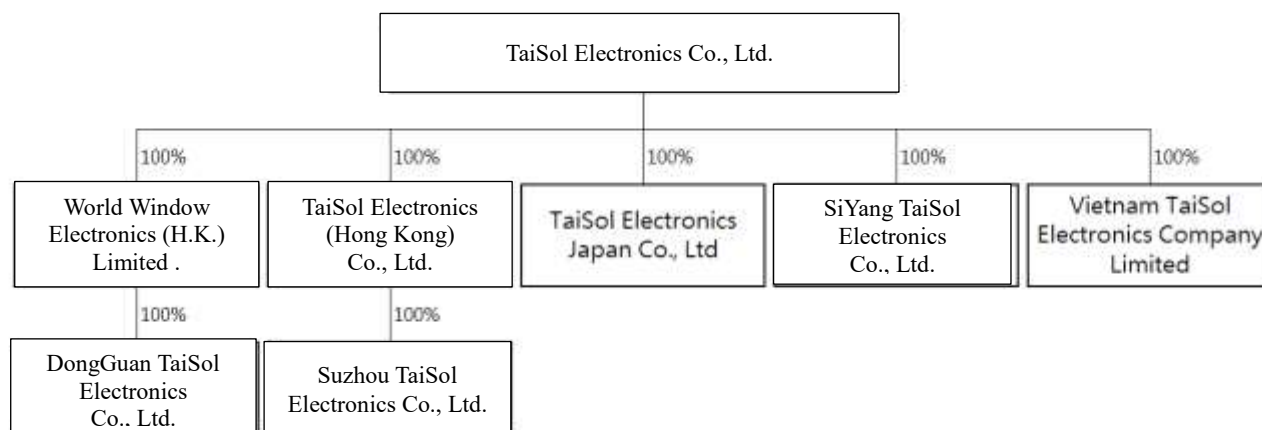 TaiSol Electronics Co., Ltd.
100%
100%
100%
100%
100%
World Window
Electronics (H.K.)
Limited .
TaiSol Electronics
(Hong Kong)
Co., Ltd.
TaiSol Electronics
Japan Co., Ltd
SiYang TaiSol
Electronics
Co., Ltd.
Vietnam TaiSol
Electronics Company
Limited
100%
100%
DongGuan TaiSol
Electronics
Co., Ltd.
Suzhou TaiSol
Electronics Co., Ltd.